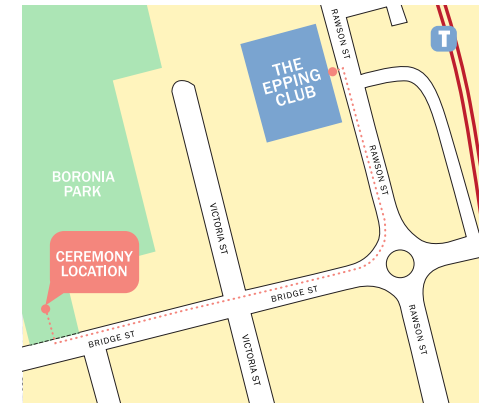 RAWSON ST
T
THE
EPPING
CLUB
RAWSON ST
BORONIA
PARK
VICTORIA ST
CEREMONY
LOCATION
BRIDGE ST
BRIDGE ST
VICTORIA ST
RAWSON ST